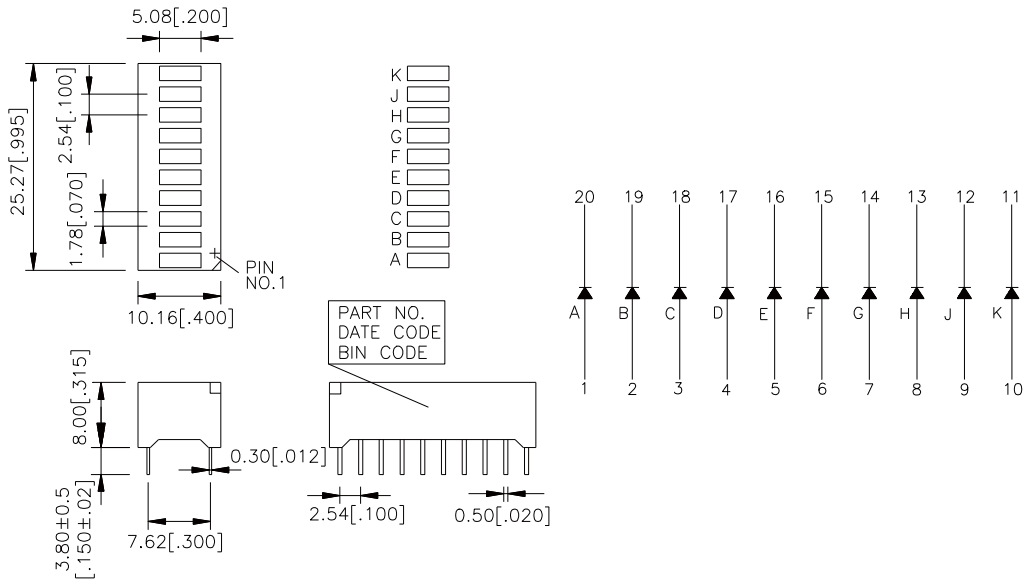 5.08[.200]
25.27[.995]
2.54[.100]
1.78[.070]
PIN
NO.1
10.16[.400]
K
J
H
G
F
E
D
C
B
A
20 19 18 17 16 15 14 13 12 11
A B C D E F G H J K
1 2 3 4 5 6 7 8 9 10
PART NO.
DATE CODE
BIN CODE
8.00[.315]
3.80±0.5
[.150±.02]
0.30[.012]
7.62[.300]
2.54[.100]
0.50[.020]